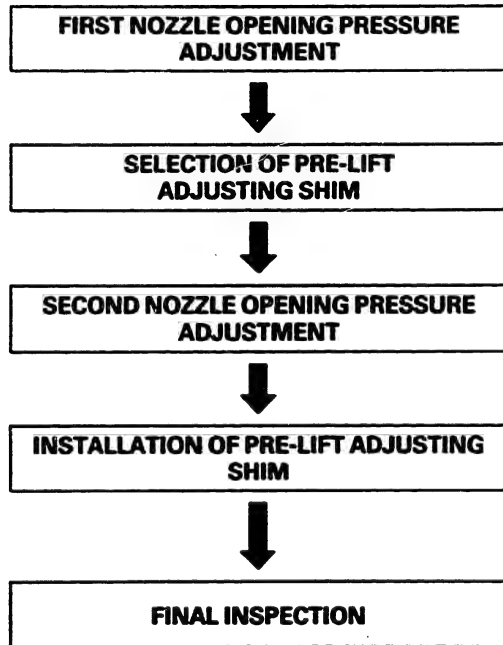 FIRST NOZZLE OPENING PRESSURE
ADJUSTMENT
SELECTION OF PRE-LIFT
ADJUSTING SHIM
SECOND NOZZLE OPENING PRESSURE
ADJUSTMENT
INSTALLATION OF PRE-LIFT ADJUSTING
SHIM
FINAL INSPECTION